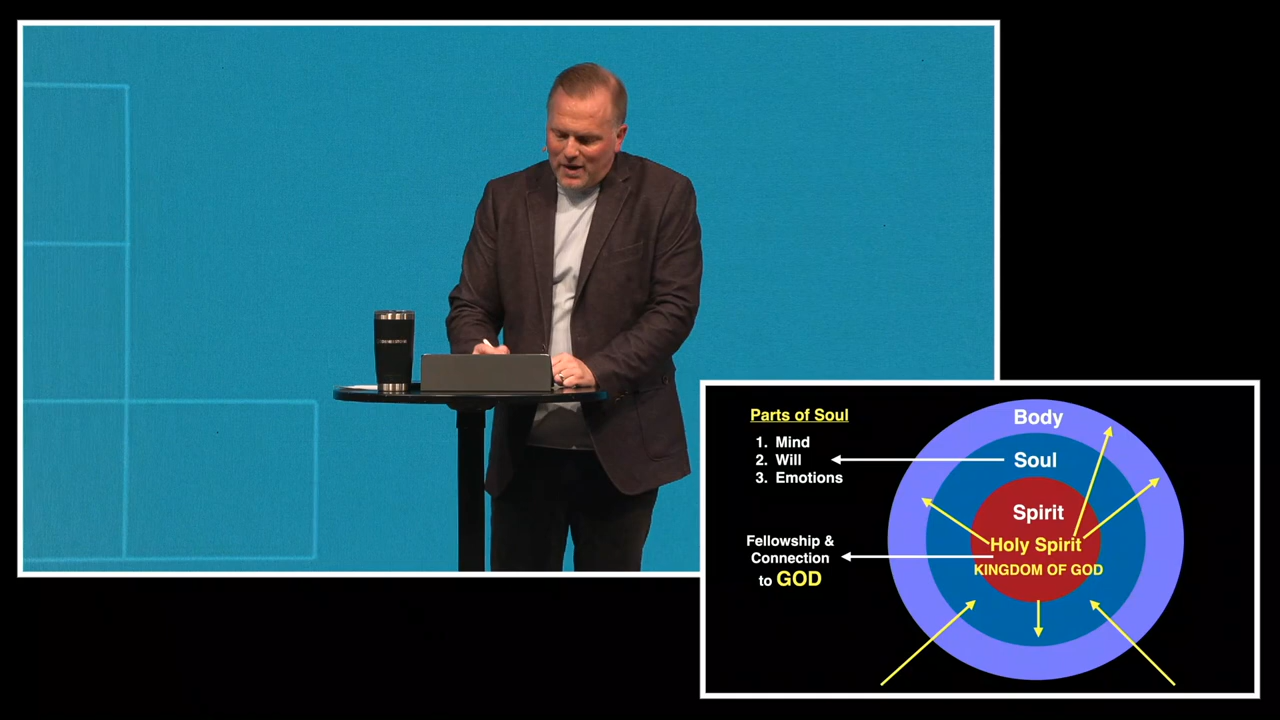 Parts of Soul
1. Mind
2. Will
3. Emotions
Fellowship &
Connection
to GOD
Body
Soul
Spirit
Holy Spirit
KINGDOM OF GOD